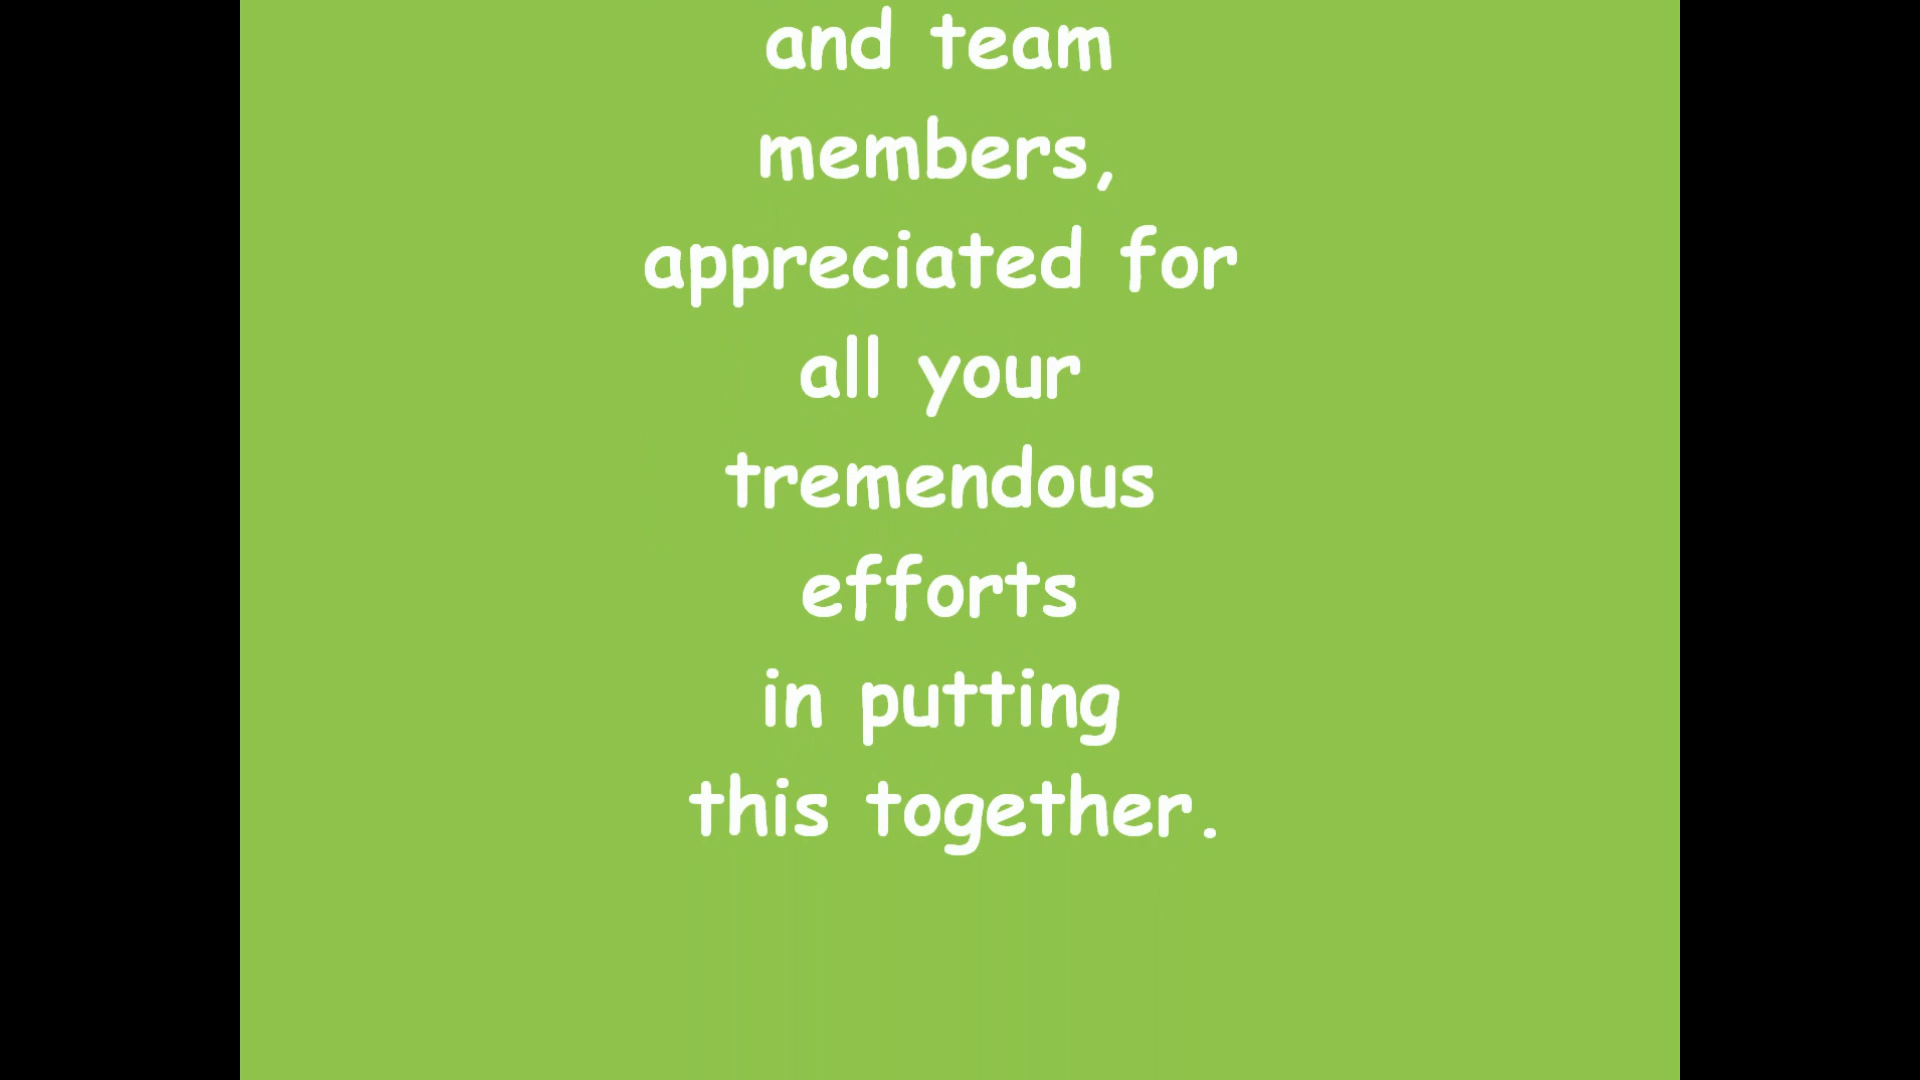 and team
members,
appreciated for
all your
tremendous
efforts
in putting
this together.